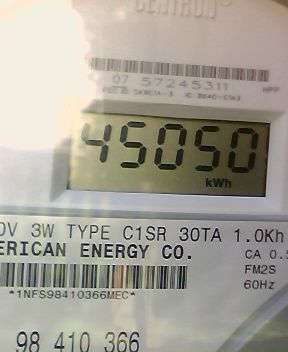 CENTRON®
07 57245311
45050
kWh
0V 3W TYPE C1SR 30TA 1.0Kh
ERICAN ENERGY CO.
CA 0.5
FM2S
*1NFS98410366MEC*
60Hz
98 410 366